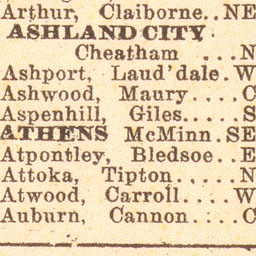 Arthur, Claiborne..NE
ASHLAND CITY
Cheatham ...N
Ashport, Laud'dale.W
Ashwood, Maury....C
Aspenhill, Giles.....S
ATHENS McMinn.SE
Atpontley, Bledsoe..E
Attoka, Tipton.....N
Atwood, Carroll....W
Auburn, Cannon....C